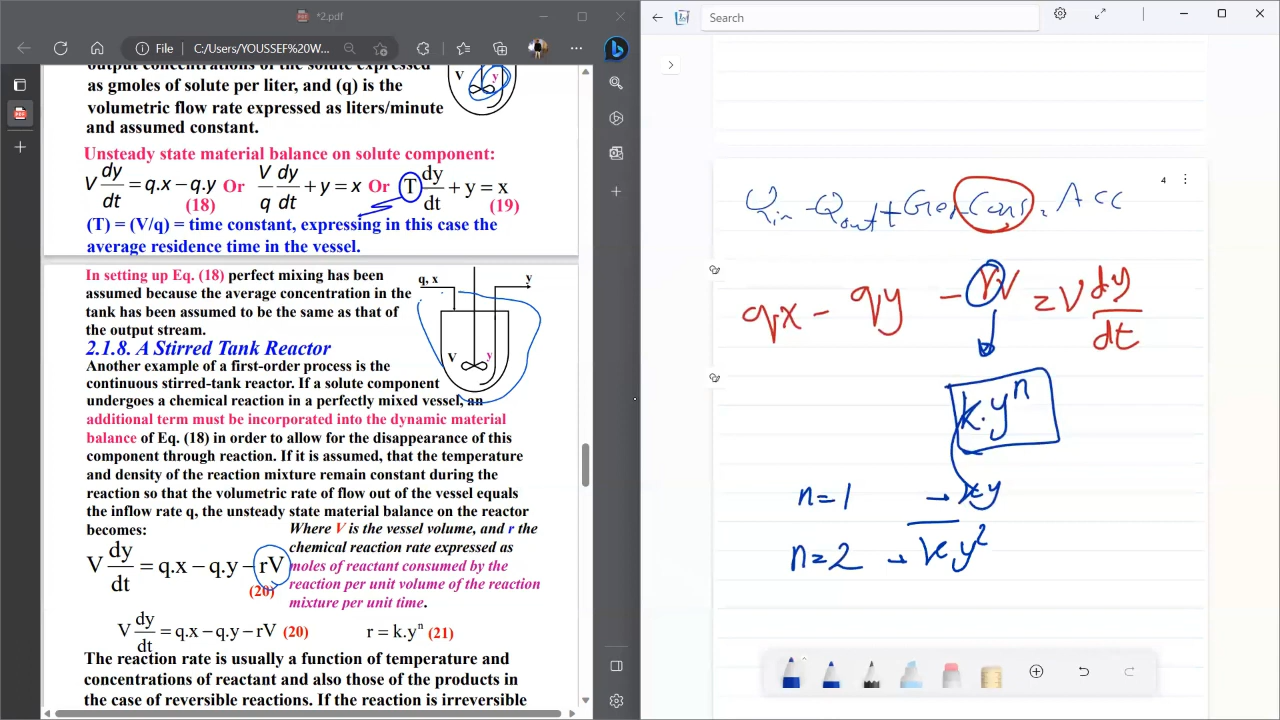 *2.pdf
File C:/Users/YOUSSEF%20W...
output concentrations of the solute expressed
as gmoles of solute per liter, and (q) is the
volumetric flow rate expressed as liters/minute
and assumed constant.
V y
Unsteady state material balance on solute component:
V dy/dt = q.x – q.y Or V/q dy/dt + y = x Or T dy/dt + y = x
(18) (19)
(T) = (V/q) = time constant, expressing in this case the
average residence time in the vessel.
In setting up Eq. (18) perfect mixing has been
assumed because the average concentration in the
tank has been assumed to be the same as that of
the output stream.
q, x y
V y
2.1.8. A Stirred Tank Reactor
Another example of a first-order process is the
continuous stirred-tank reactor. If a solute component
undergoes a chemical reaction in a perfectly mixed vessel, an
additional term must be incorporated into the dynamic material
balance of Eq. (18) in order to allow for the disappearance of this
component through reaction. If it is assumed, that the temperature
and density of the reaction mixture remain constant during the
reaction so that the volumetric rate of flow out of the vessel equals
the inflow rate q, the unsteady state material balance on the reactor
becomes:
V dy/dt = q.x – q.y – rV
(20)
Where V is the vessel volume, and r the
chemical reaction rate expressed as
moles of reactant consumed by the
reaction per unit volume of the reaction
mixture per unit time.
V dy/dt = q.x – q.y – rV (20) r = k.yⁿ (21)
The reaction rate is usually a function of temperature and
concentrations of reactant and also those of the products in
the case of reversible reactions. If the reaction is irreversible
Search
4
Qin - Qout + Gen - Cons = Acc
qx - qy - rV = V dy/dt
k.yⁿ
n=1 → ky
n=2 → k.y²